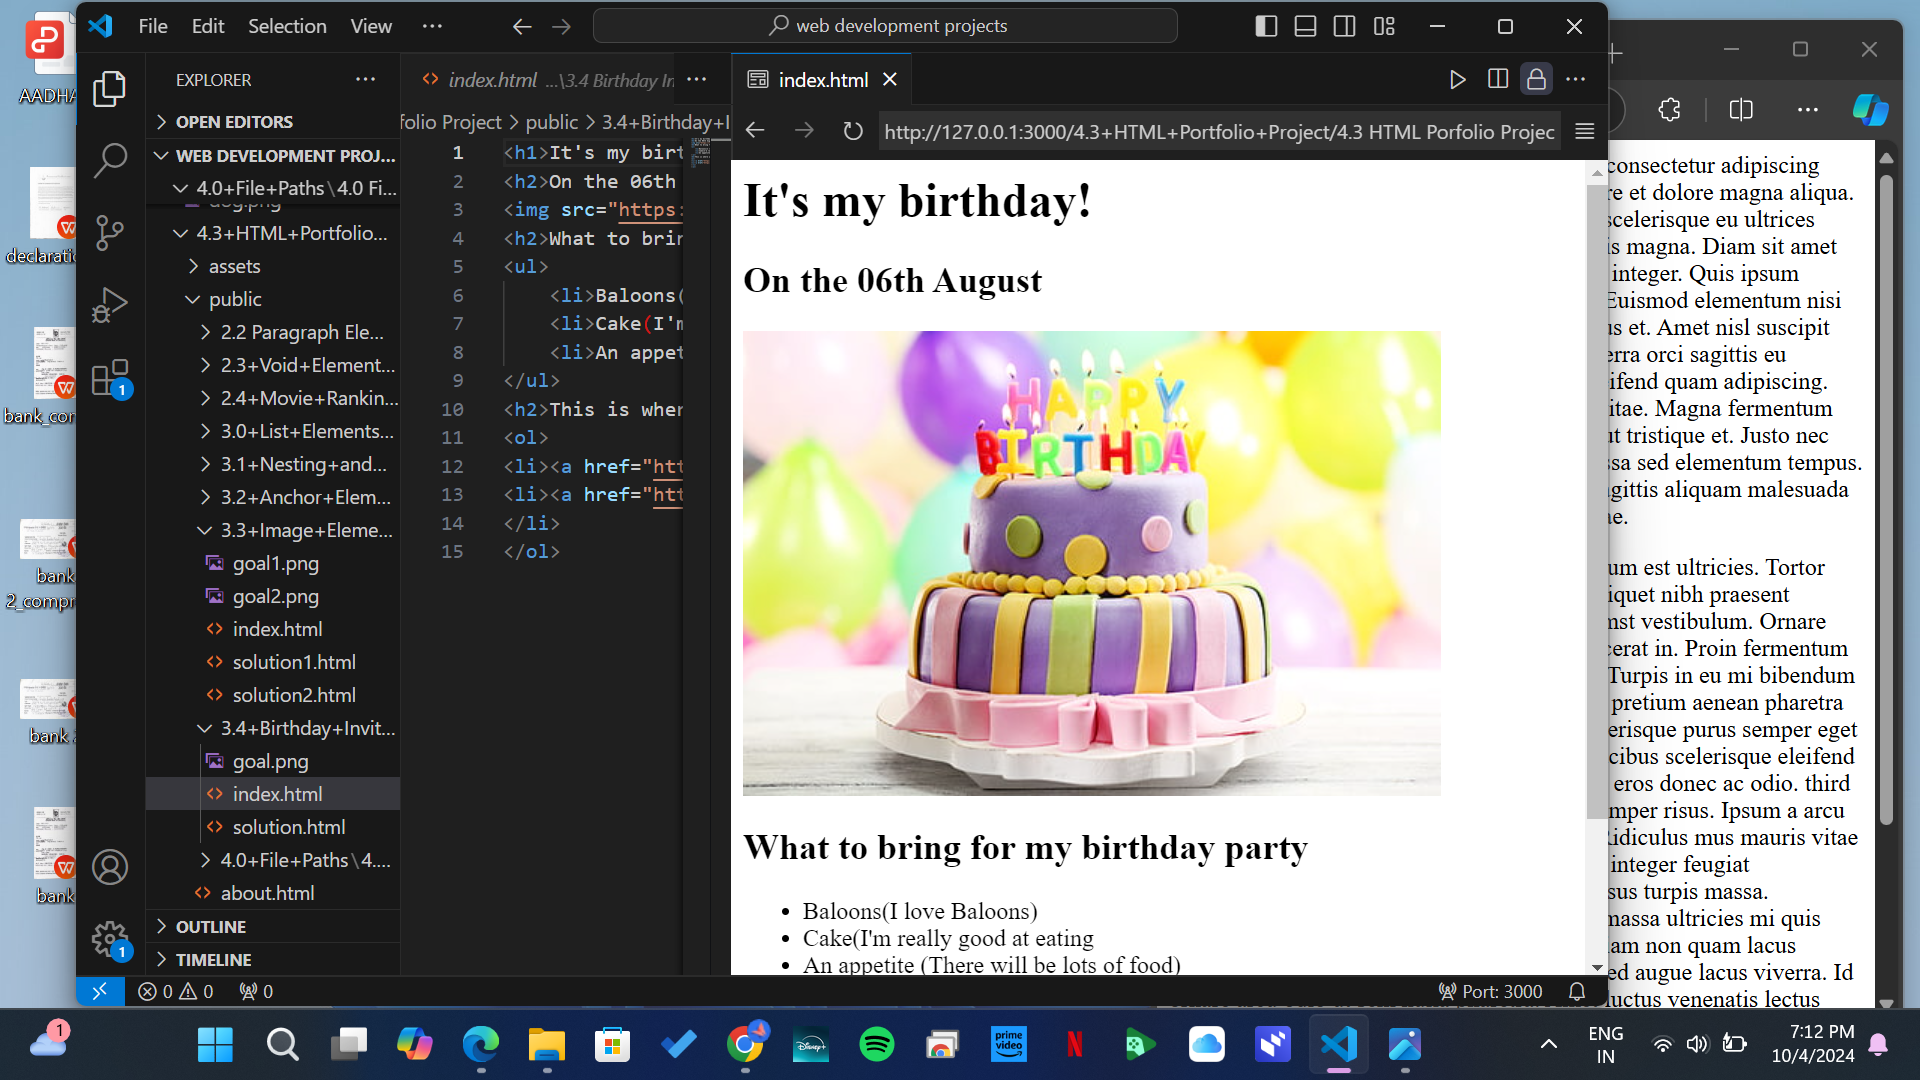 File Edit Selection View ··· web development projects
EXPLORER ···
OPEN EDITORS
WEB DEVELOPMENT PROJ...
4.0+File+Paths\4.0 Fi...
dog.png
4.3+HTML+Portfolio...
assets
public
2.2 Paragraph Ele...
2.3+Void+Element...
2.4+Movie+Rankin...
3.0+List+Elements...
3.1+Nesting+and...
3.2+Anchor+Elem...
3.3+Image+Eleme...
goal1.png
goal2.png
index.html
solution1.html
solution2.html
3.4+Birthday+Invit...
goal.png
index.html
solution.html
4.0+File+Paths\4....
about.html
OUTLINE
TIMELINE
1
1
index.html ...\3.4 Birthday In ···
folio Project > public > 3.4+Birthday+I
1 <h1>It's my birt
2 <h2>On the 06th
3 <img src="https:
4 <h2>What to brin
5 <ul>
6 <li>Baloons(
7 <li>Cake(I'm
8 <li>An appet
9 </ul>
10 <h2>This is wher
11 <ol>
12 <li><a href="htt
13 <li><a href="htt
14 </li>
15 </ol>
index.html
http://127.0.0.1:3000/4.3+HTML+Portfolio+Project/4.3 HTML Porfolio Projec
It's my birthday!
On the 06th August
HAPPY
BIRTHDAY
What to bring for my birthday party
• Baloons(I love Baloons)
• Cake(I'm really good at eating
• An appetite (There will be lots of food)
0 0 0
Port: 3000
AADHA
declaratio
bank_cor
bank
2_compr
bank
bank
consectetur adipiscing
re et dolore magna aliqua.
scelerisque eu ultrices
is magna. Diam sit amet
integer. Quis ipsum
Euismod elementum nisi
us et. Amet nisl suscipit
erra orci sagittis eu
ifend quam adipiscing.
itae. Magna fermentum
ut tristique et. Justo nec
ssa sed elementum tempus.
gittis aliquam malesuada
ae.
um est ultricies. Tortor
iquet nibh praesent
nst vestibulum. Ornare
cerat in. Proin fermentum
Turpis in eu mi bibendum
pretium aenean pharetra
erisque purus semper eget
cibus scelerisque eleifend
eros donec ac odio. third
mper risus. Ipsum a arcu
Ridiculus mus mauris vitae
integer feugiat
sus turpis massa.
massa ultricies mi quis
am non quam lacus
ed augue lacus viverra. Id
luctus venenatis lectus
1
Disney+
prime
video
N
ENG
IN
7:12 PM
10/4/2024